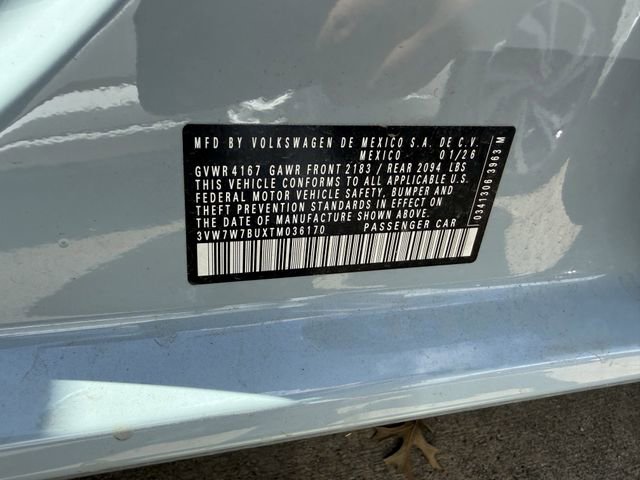 MFD BY VOLKSWAGEN DE MEXICO S.A. DE C.V.
MEXICO 01/26
GVWR 4167 GAWR FRONT 2183 / REAR 2094 LBS
THIS VEHICLE CONFORMS TO ALL APPLICABLE U.S.
FEDERAL MOTOR VEHICLE SAFETY, BUMPER AND
THEFT PREVENTION STANDARDS IN EFFECT ON
THE DATE OF MANUFACTURE SHOWN ABOVE.
3VW7W7BUXTM036170 PASSENGER CAR
0341306 3963 M